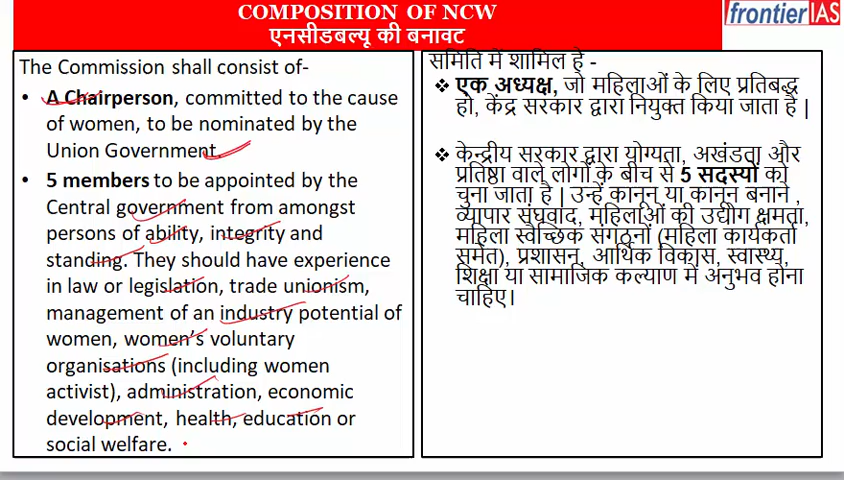 COMPOSITION OF NCW
एनसीडबल्यू की बनावट
frontierIAS
The Commission shall consist of-
• A Chairperson, committed to the cause
of women, to be nominated by the
Union Government.
• 5 members to be appointed by the
Central government from amongst
persons of ability, integrity and
standing. They should have experience
in law or legislation, trade unionism,
management of an industry potential of
women, women's voluntary
organisations (including women
activist), administration, economic
development, health, education or
social welfare.
समिति में शामिल है -
❖ एक अध्यक्ष, जो महिलाओं के लिए प्रतिबद्ध
हो, केंद्र सरकार द्वारा नियुक्त किया जाता है |
❖ केन्द्रीय सरकार द्वारा योग्यता, अखंडता और
प्रतिष्ठा वाले लोगों के बीच से 5 सदस्यों को
चुना जाता है | उन्हें कानून या कानून बनाने ,
व्यापार संघवाद, महिलाओं की उद्योग क्षमता,
महिला स्वैच्छिक संगठनों (महिला कार्यकर्ता
समेत), प्रशासन, आर्थिक विकास, स्वास्थ्य,
शिक्षा या सामाजिक कल्याण में अनुभव होना
चाहिए।